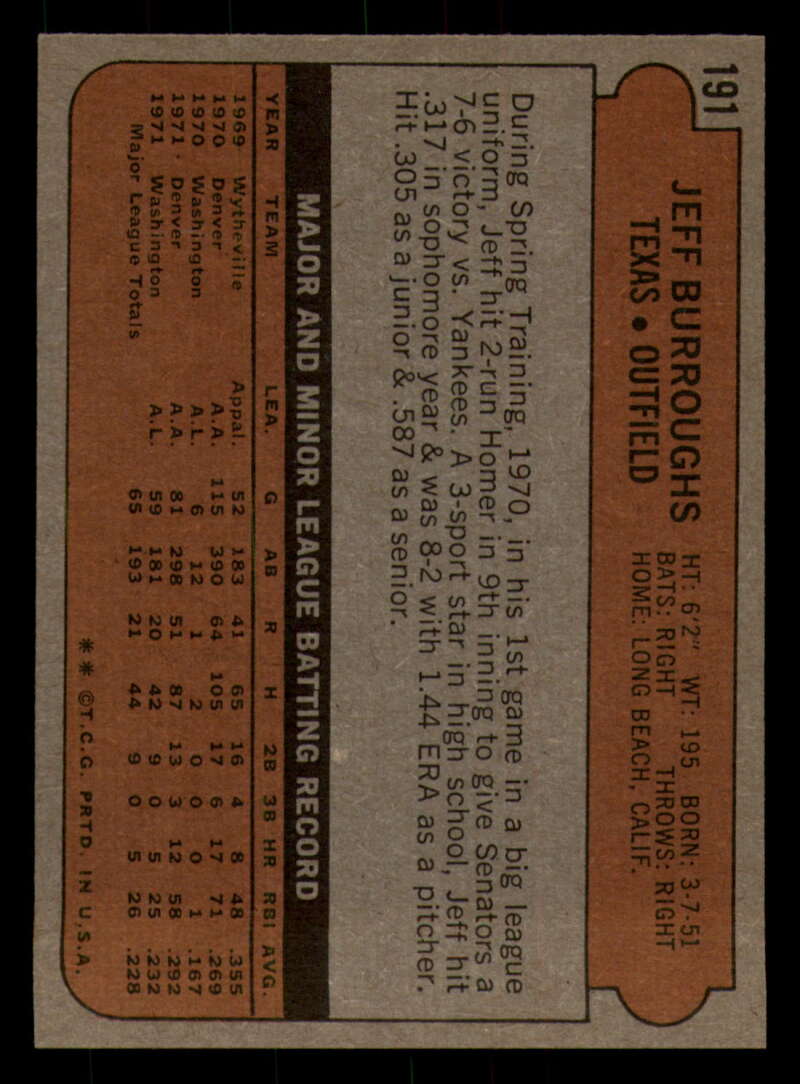 191
JEFF BURROUGHS
TEXAS • OUTFIELD
HT: 6'2" WT: 195 BORN: 3-7-51
BATS: RIGHT THROWS: RIGHT
HOME: LONG BEACH, CALIF.
During Spring Training, 1970, in his 1st game in a big league
uniform, Jeff hit 2-run Homer in 9th inning to give Senators a
7-6 victory vs. Yankees. A 3-sport star in high school, Jeff hit
.317 in sophomore year & was 8-2 with 1.44 ERA as a pitcher.
Hit .305 as a junior & .587 as a senior.
MAJOR AND MINOR LEAGUE BATTING RECORD
YEAR TEAM LEA. G AB R H 2B 3B HR RBI AVG.
1969 Wytheville Appal. 52 183 41 65 16 4 8 48 .355
1970 Denver A.A. 115 390 64 105 17 6 17 71 .269
1970 Washington A.L. 6 12 1 2 0 0 0 1 .167
1971 Denver A.A. 81 298 51 87 13 3 12 58 .292
1971 Washington A.L. 59 181 20 42 9 0 5 25 .232
Major League Totals 65 193 21 44 9 0 5 26 .228
** ©T.C.G. PRTD. IN U.S.A.